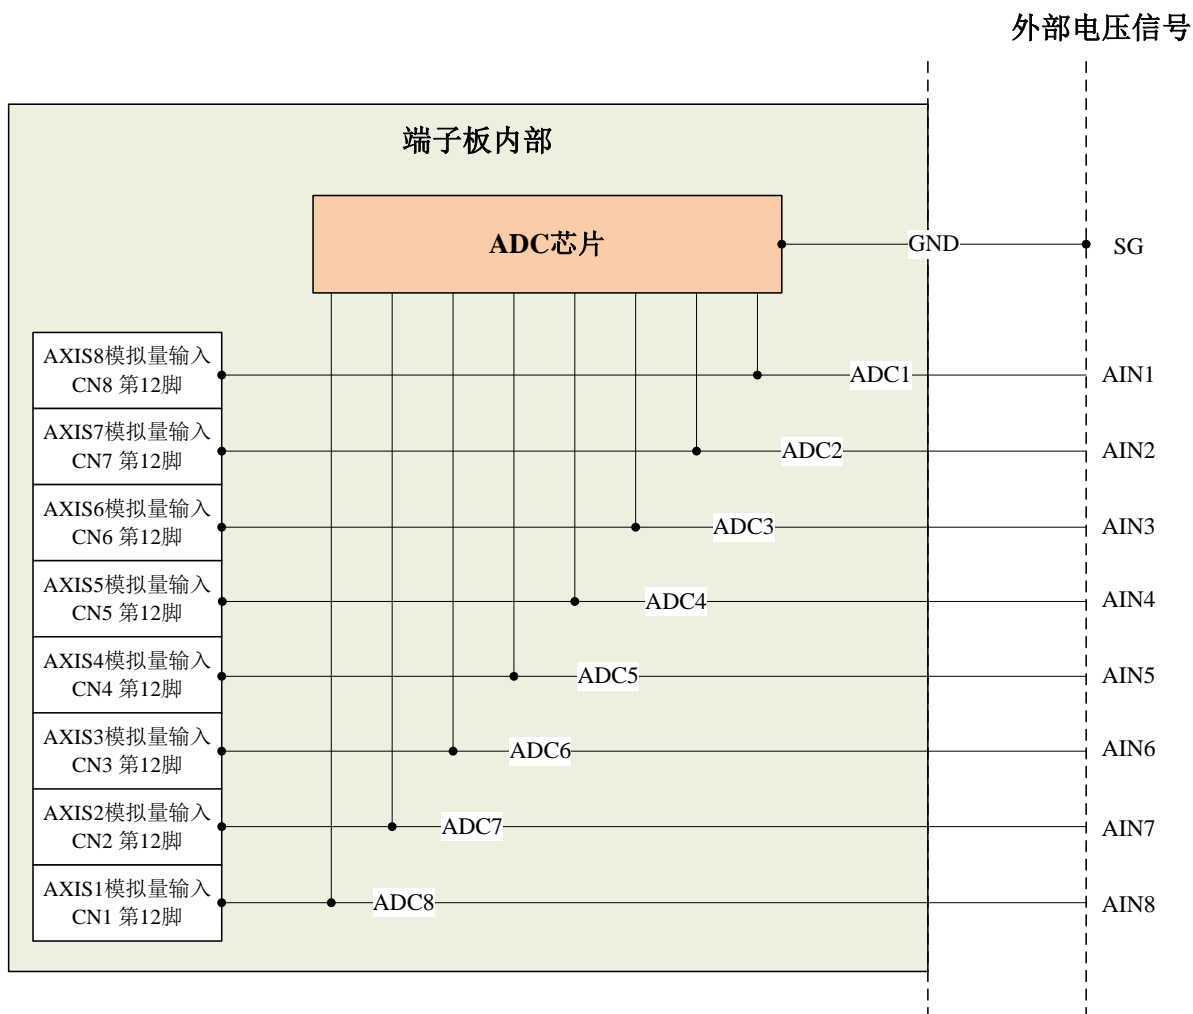 外部电压信号
端子板内部
ADC芯片
GND
SG
AXIS8模拟量输入
CN8 第12脚
ADC1
AIN1
AXIS7模拟量输入
CN7 第12脚
ADC2
AIN2
AXIS6模拟量输入
CN6 第12脚
ADC3
AIN3
AXIS5模拟量输入
CN5 第12脚
ADC4
AIN4
AXIS4模拟量输入
CN4 第12脚
ADC5
AIN5
AXIS3模拟量输入
CN3 第12脚
ADC6
AIN6
AXIS2模拟量输入
CN2 第12脚
ADC7
AIN7
AXIS1模拟量输入
CN1 第12脚
ADC8
AIN8